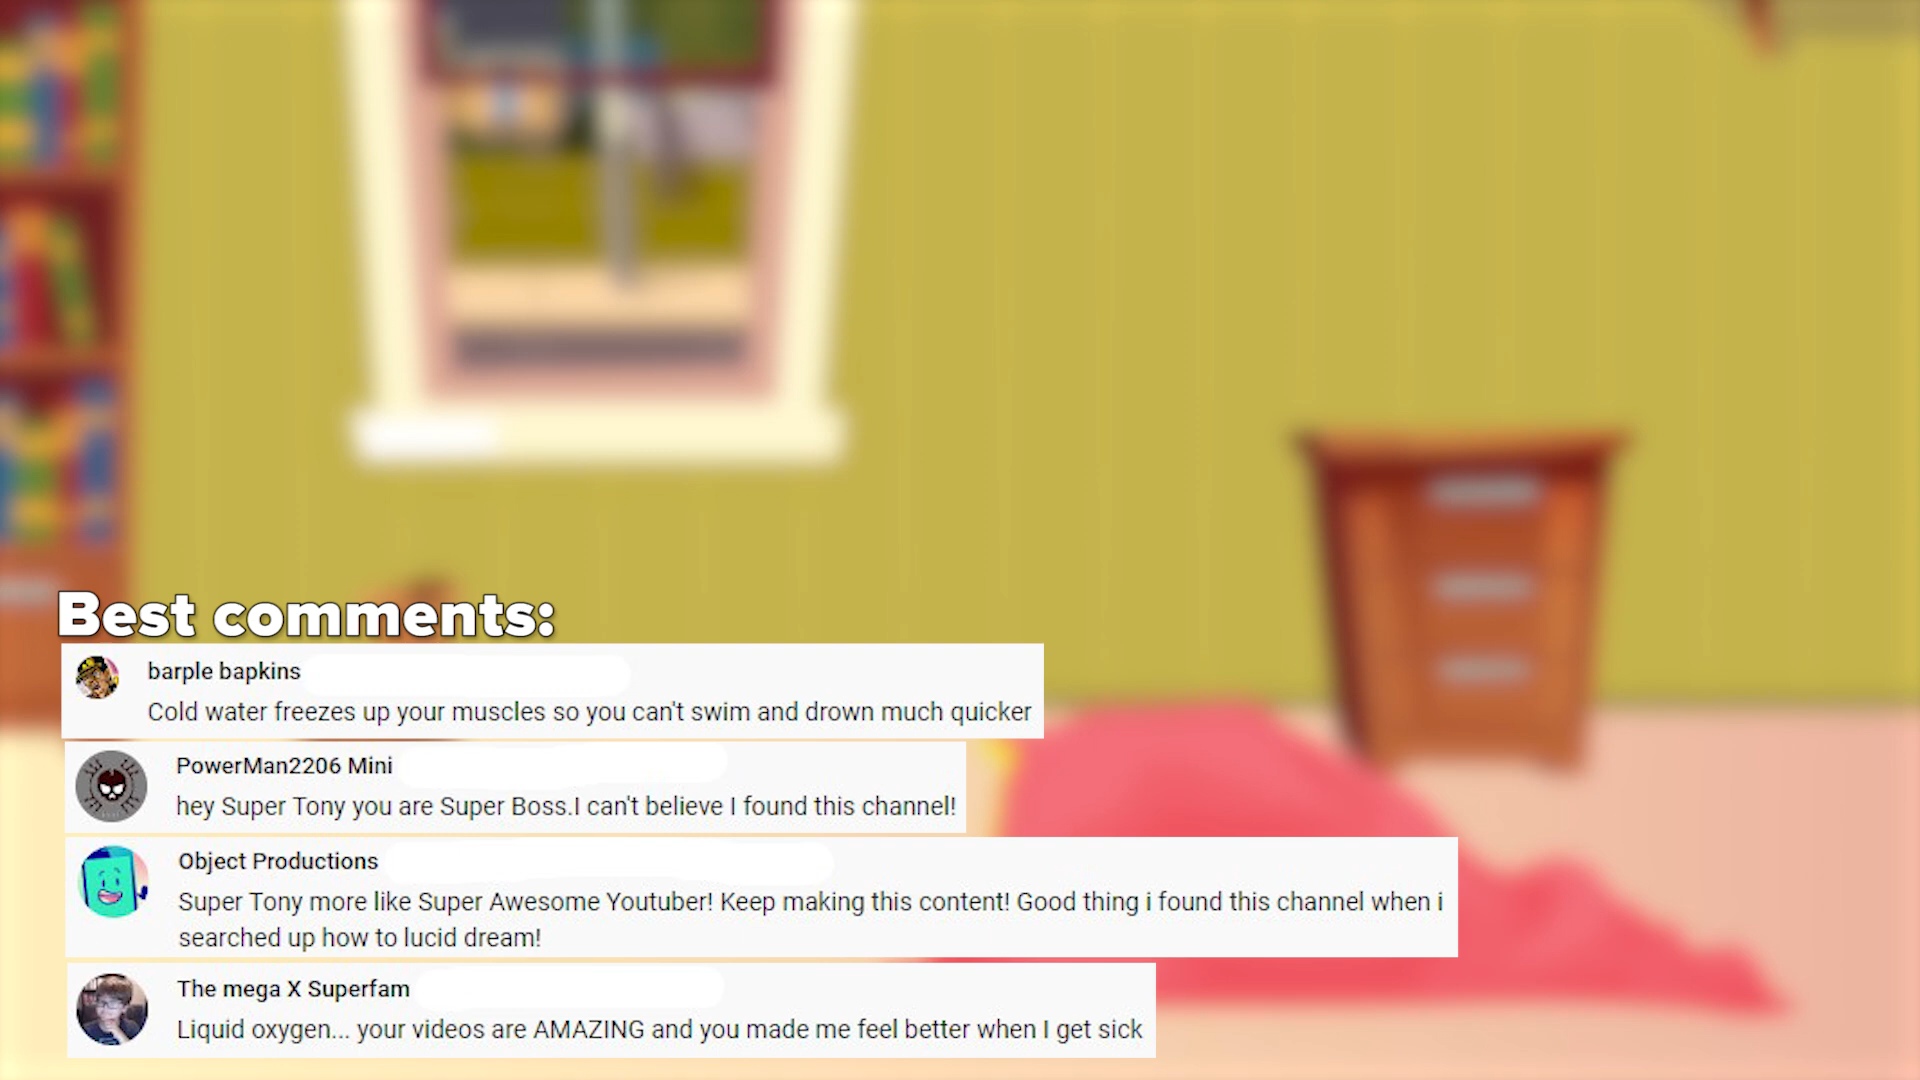 Best comments:
barple bapkins
Cold water freezes up your muscles so you can't swim and drown much quicker
PowerMan2206 Mini
hey Super Tony you are Super Boss.I can't believe I found this channel!
Object Productions
Super Tony more like Super Awesome Youtuber! Keep making this content! Good thing i found this channel when i
searched up how to lucid dream!
The mega X Superfam
Liquid oxygen... your videos are AMAZING and you made me feel better when I get sick